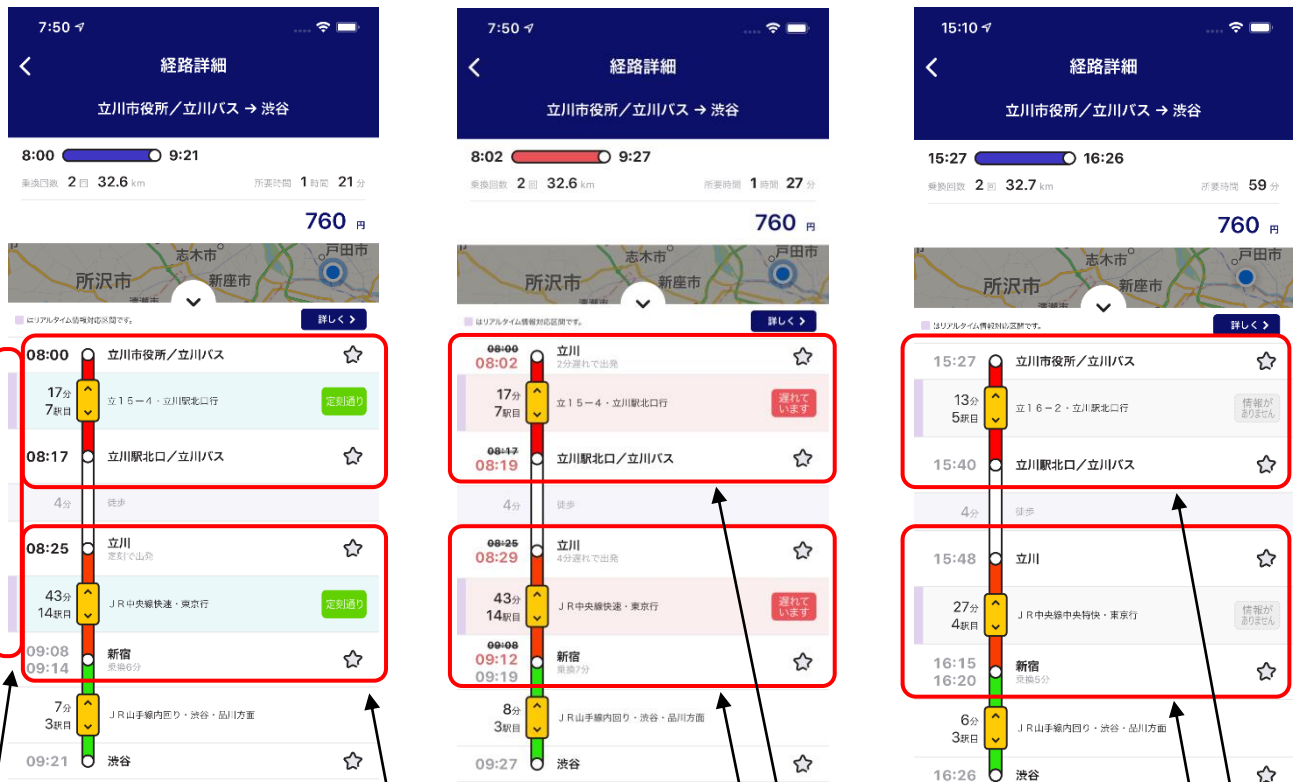 7:50
経路詳細
立川市役所／立川バス → 渋谷
8:00 9:21
乗換回数 2回 32.6 km 所要時間 1時間 21分
760 円
志木市
戸田市
所沢市
新座市
はリアルタイム情報対応区間です。
詳しく
08:00 立川市役所／立川バス
17分
7駅目
立１５－４・立川駅北口行
定刻通り
08:17 立川駅北口／立川バス
4分 徒歩
08:25 立川
定刻で出発
43分
14駅目
ＪＲ中央線快速・東京行
定刻通り
09:08
09:14
新宿
乗換6分
7分
3駅目
ＪＲ山手線内回り・渋谷・品川方面
09:21 渋谷
7:50
経路詳細
立川市役所／立川バス → 渋谷
8:02 9:27
乗換回数 2回 32.6 km 所要時間 1時間 27分
760 円
志木市
戸田市
所沢市
新座市
はリアルタイム情報対応区間です。
詳しく
08:00
08:02
立川
2分遅れで出発
17分
7駅目
立１５－４・立川駅北口行
遅れて
います
08:17
08:19
立川駅北口／立川バス
4分 徒歩
08:25
08:29
立川
4分遅れで出発
43分
14駅目
ＪＲ中央線快速・東京行
遅れて
います
09:08
09:12
09:19
新宿
乗換7分
8分
3駅目
ＪＲ山手線内回り・渋谷・品川方面
09:27 渋谷
15:10
経路詳細
立川市役所／立川バス → 渋谷
15:27 16:26
乗換回数 2回 32.7 km 所要時間 59分
760 円
志木市
戸田市
所沢市
新座市
はリアルタイム情報対応区間です。
詳しく
15:27 立川市役所／立川バス
13分
5駅目
立１６－２・立川駅北口行
情報が
ありません
15:40 立川駅北口／立川バス
4分 徒歩
15:48 立川
27分
4駅目
ＪＲ中央線中央特快・東京行
情報が
ありません
16:15
16:20
新宿
乗換5分
6分
3駅目
ＪＲ山手線内回り・渋谷・品川方面
16:26 渋谷